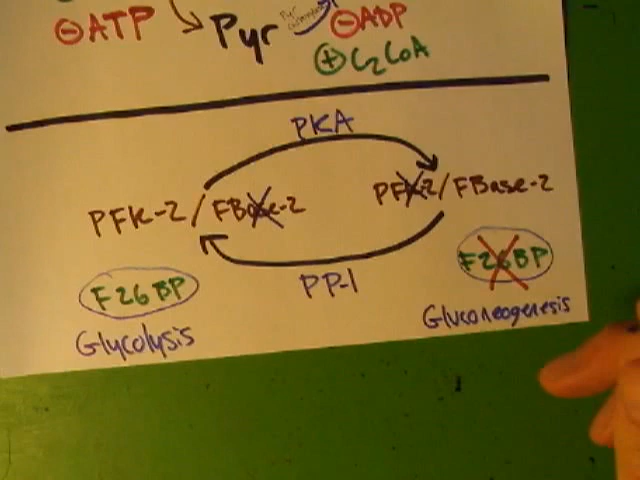 ⊖ATP
Pyr
Pyr
⊖ADP
⊕C₂CoA
PKA
PFK-2/FBase-2
PFK-2/FBase-2
F26BP
F26BP
PP-1
Glycolysis
Gluconeogenesis